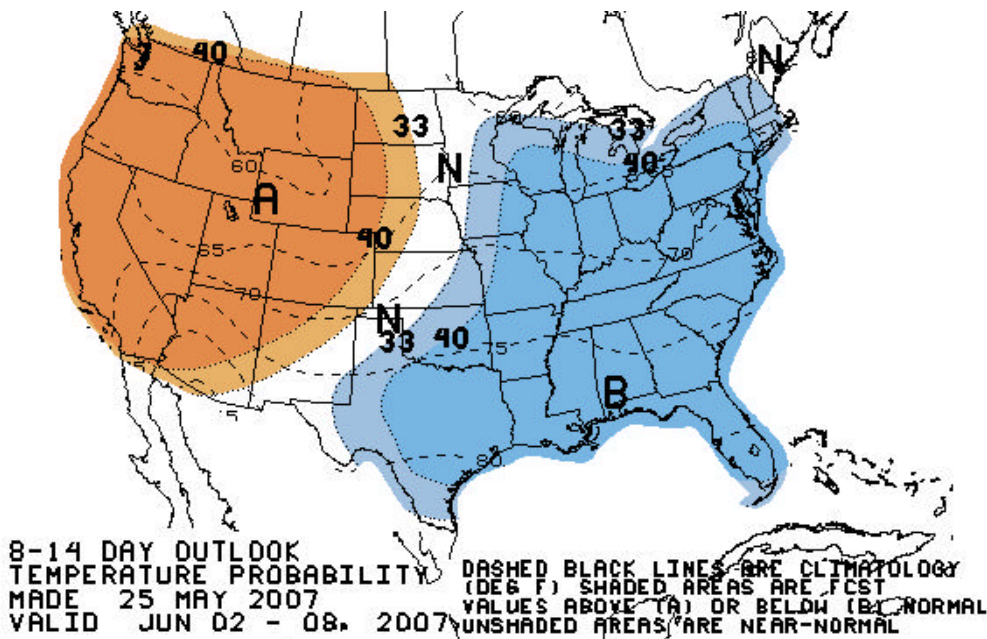 N
40
33
33
60
40
N
60
A
40
65
70
70
N
33
40
B
80
8-14 DAY OUTLOOK
TEMPERATURE PROBABILITY
MADE 25 MAY 2007
VALID JUN 02 - 08, 2007
DASHED BLACK LINES ARE CLIMATOLOGY
(DEG F) SHADED AREAS ARE FCST
VALUES ABOVE (A) OR BELOW (B) NORMAL
UNSHADED AREAS ARE NEAR-NORMAL